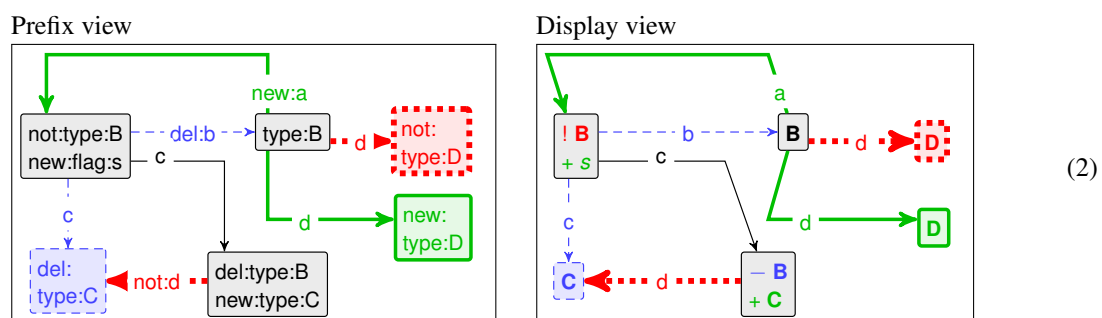 Prefix view
new:a
not:type:B
new:flag:s
del:b
type:B
d
not:
type:D
c
c
d
new:
type:D
del:
type:C
not:d
del:type:B
new:type:C
Display view
a
! B
+ s
b
B
d
D
c
c
d
D
C
d
− B
+ C
(2)